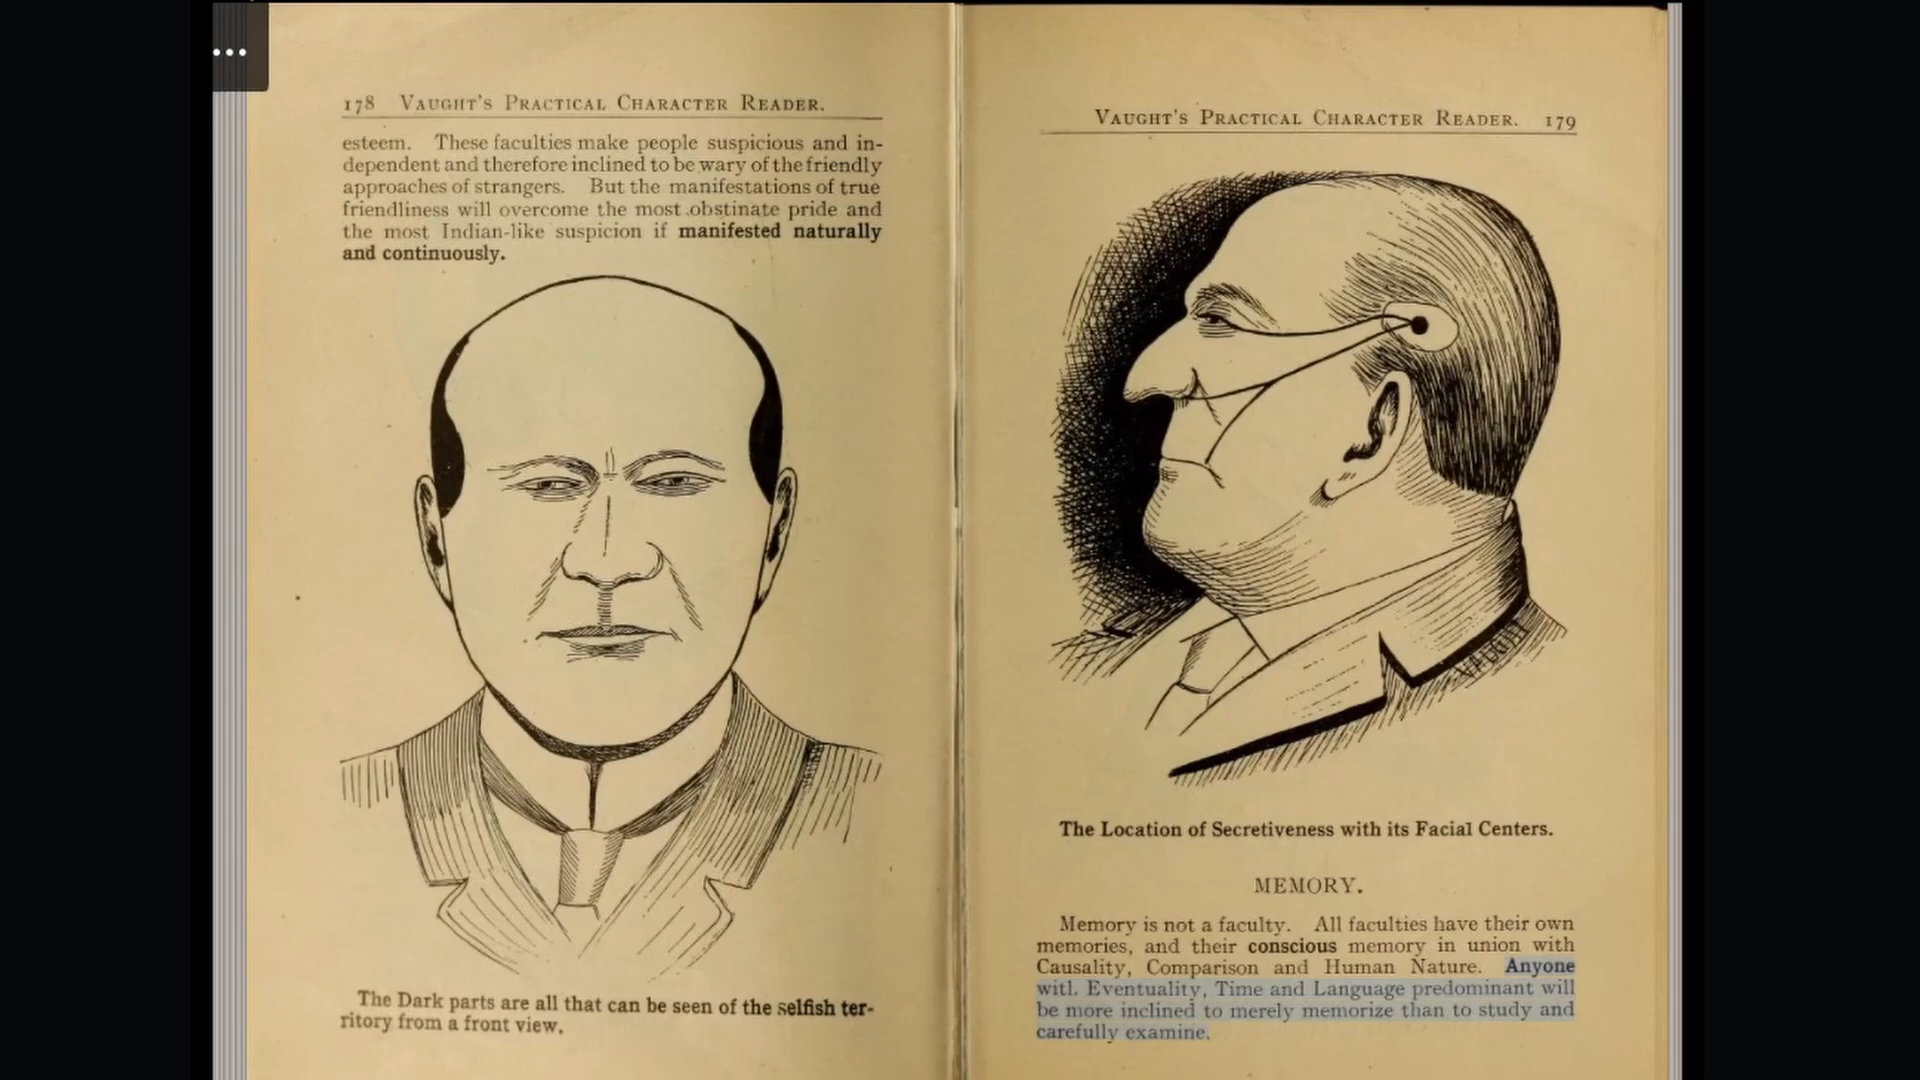 178 VAUGHT'S PRACTICAL CHARACTER READER.
esteem. These faculties make people suspicious and in-
dependent and therefore inclined to be wary of the friendly
approaches of strangers. But the manifestations of true
friendliness will overcome the most obstinate pride and
the most Indian-like suspicion if manifested naturally
and continuously.
The Dark parts are all that can be seen of the selfish ter-
ritory from a front view.
VAUGHT'S PRACTICAL CHARACTER READER. 179
VAUGHT
The Location of Secretiveness with its Facial Centers.
MEMORY.
Memory is not a faculty. All faculties have their own
memories, and their conscious memory in union with
Causality, Comparison and Human Nature. Anyone
witl. Eventuality, Time and Language predominant will
be more inclined to merely memorize than to study and
carefully examine.